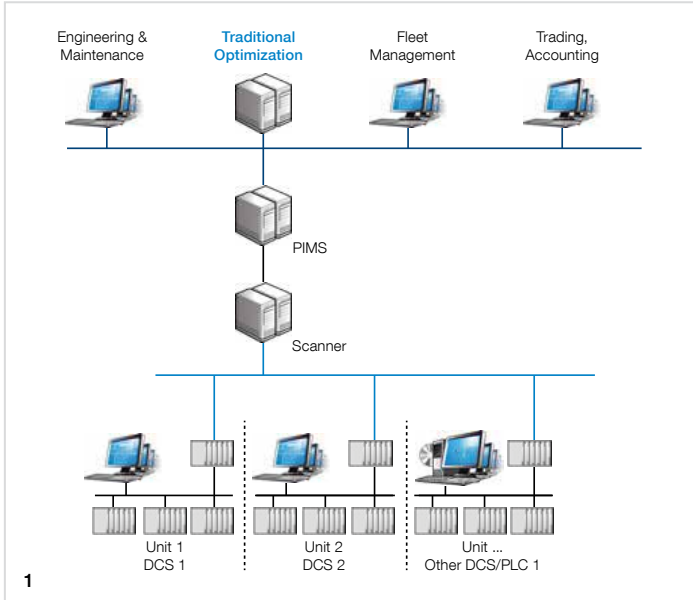 Engineering &
Maintenance
Traditional
Optimization
Fleet
Management
Trading,
Accounting
PIMS
Scanner
Unit 1
DCS 1
Unit 2
DCS 2
Unit ...
Other DCS/PLC 1
1